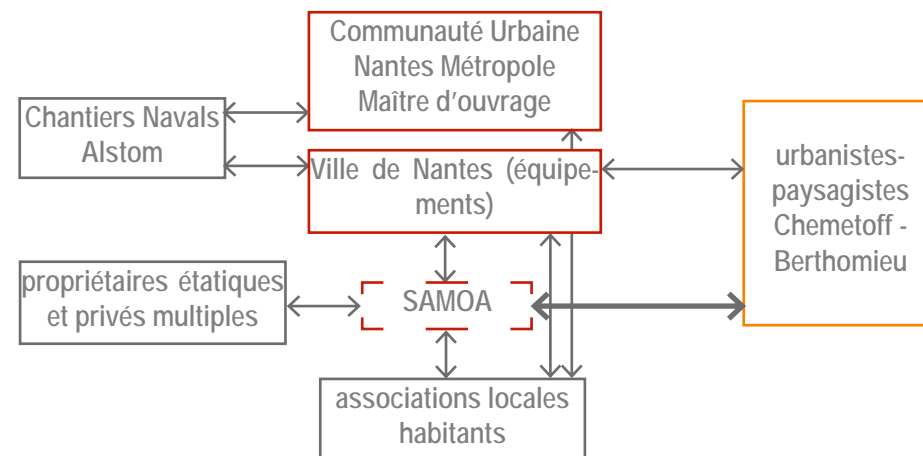 Communauté Urbaine
Nantes Métropole
Maître d'ouvrage
Chantiers Navals
Alstom
Ville de Nantes (équipe-
ments)
urbanistes-
paysagistes
Chemetoff -
Berthomieu
propriétaires étatiques
et privés multiples
SAMOA
associations locales
habitants